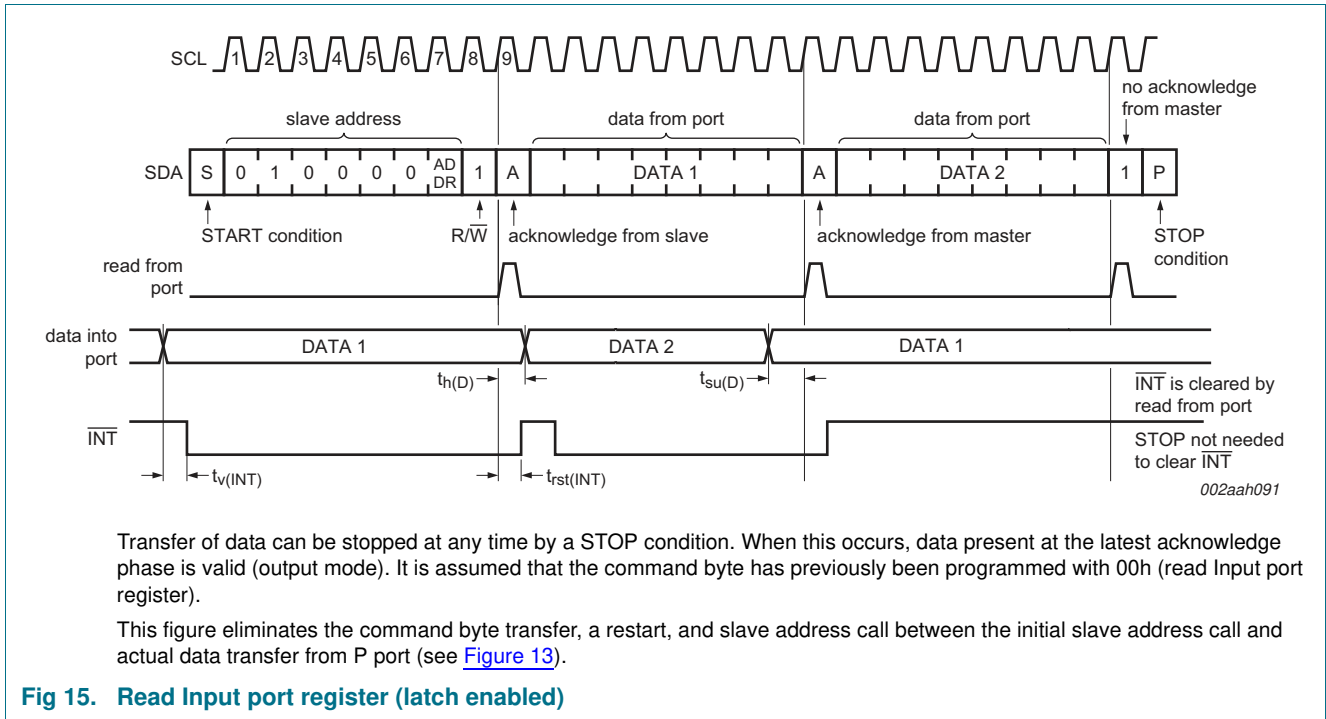 SCL 1 2 3 4 5 6 7 8 9
no acknowledge
from master
slave address data from port data from port
SDA S 0 1 0 0 0 0 AD DR 1 A DATA 1 A DATA 2 1 P
START condition R/W acknowledge from slave acknowledge from master STOP
condition
read from
port
data into
port
DATA 1 DATA 2 DATA 1
th(D) tsu(D)
INT is cleared by
read from port
INT
STOP not needed
to clear INT
tv(INT) trst(INT)
002aah091
Transfer of data can be stopped at any time by a STOP condition. When this occurs, data present at the latest acknowledge
phase is valid (output mode). It is assumed that the command byte has previously been programmed with 00h (read Input port
register).
This figure eliminates the command byte transfer, a restart, and slave address call between the initial slave address call and
actual data transfer from P port (see Figure 13).
Fig 15. Read Input port register (latch enabled)